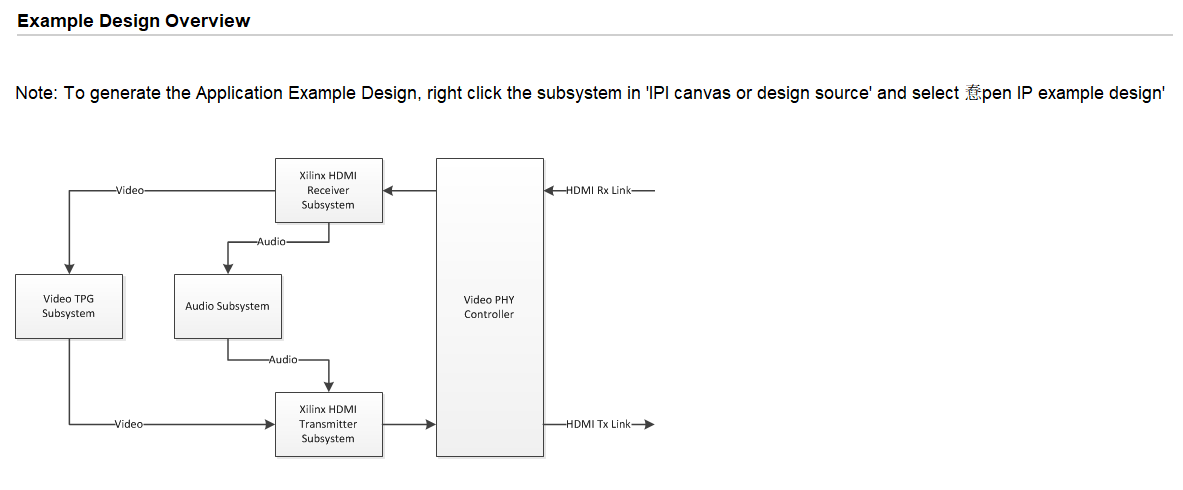 Example Design Overview
Note: To generate the Application Example Design, right click the subsystem in 'IPI canvas or design source' and select 惷pen IP example design'
Xilinx HDMI
Receiver
Subsystem
Video
HDMI Rx Link
Audio
Video TPG
Subsystem
Audio Subsystem
Video PHY
Controller
Audio
Xilinx HDMI
Transmitter
Subsystem
Video
HDMI Tx Link